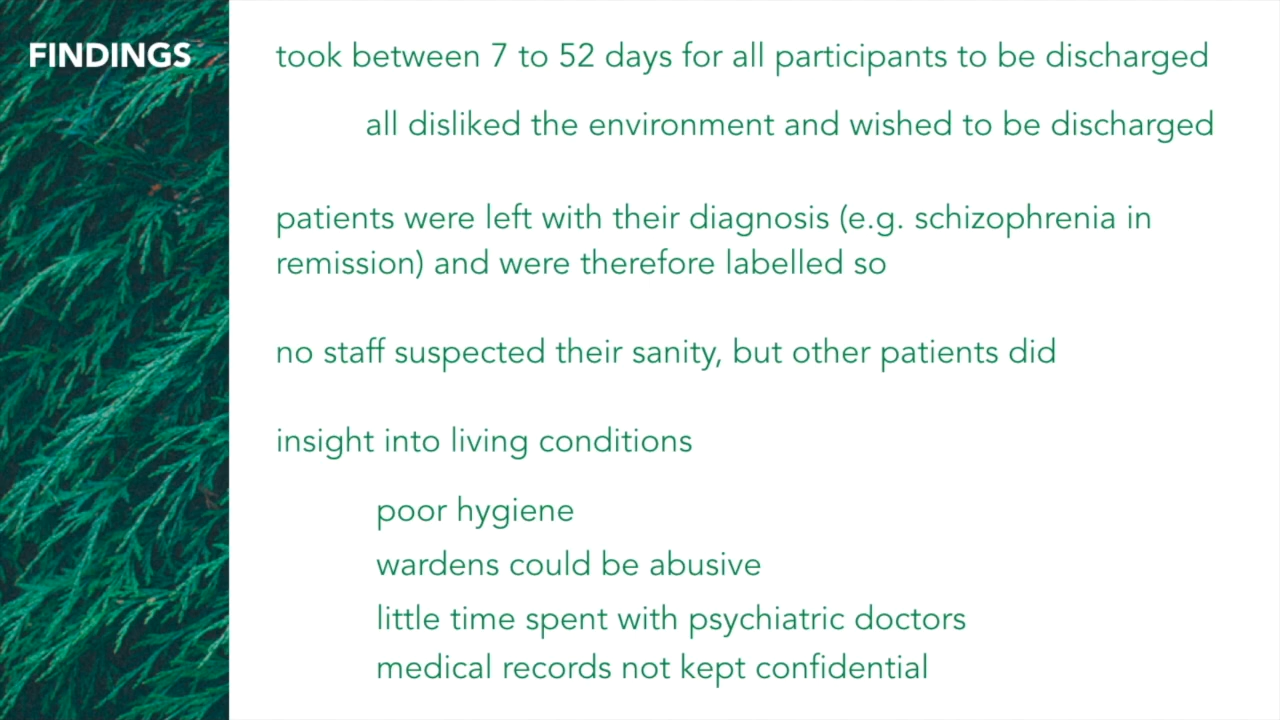 FINDINGS
took between 7 to 52 days for all participants to be discharged
all disliked the environment and wished to be discharged
patients were left with their diagnosis (e.g. schizophrenia in
remission) and were therefore labelled so
no staff suspected their sanity, but other patients did
insight into living conditions
poor hygiene
wardens could be abusive
little time spent with psychiatric doctors
medical records not kept confidential